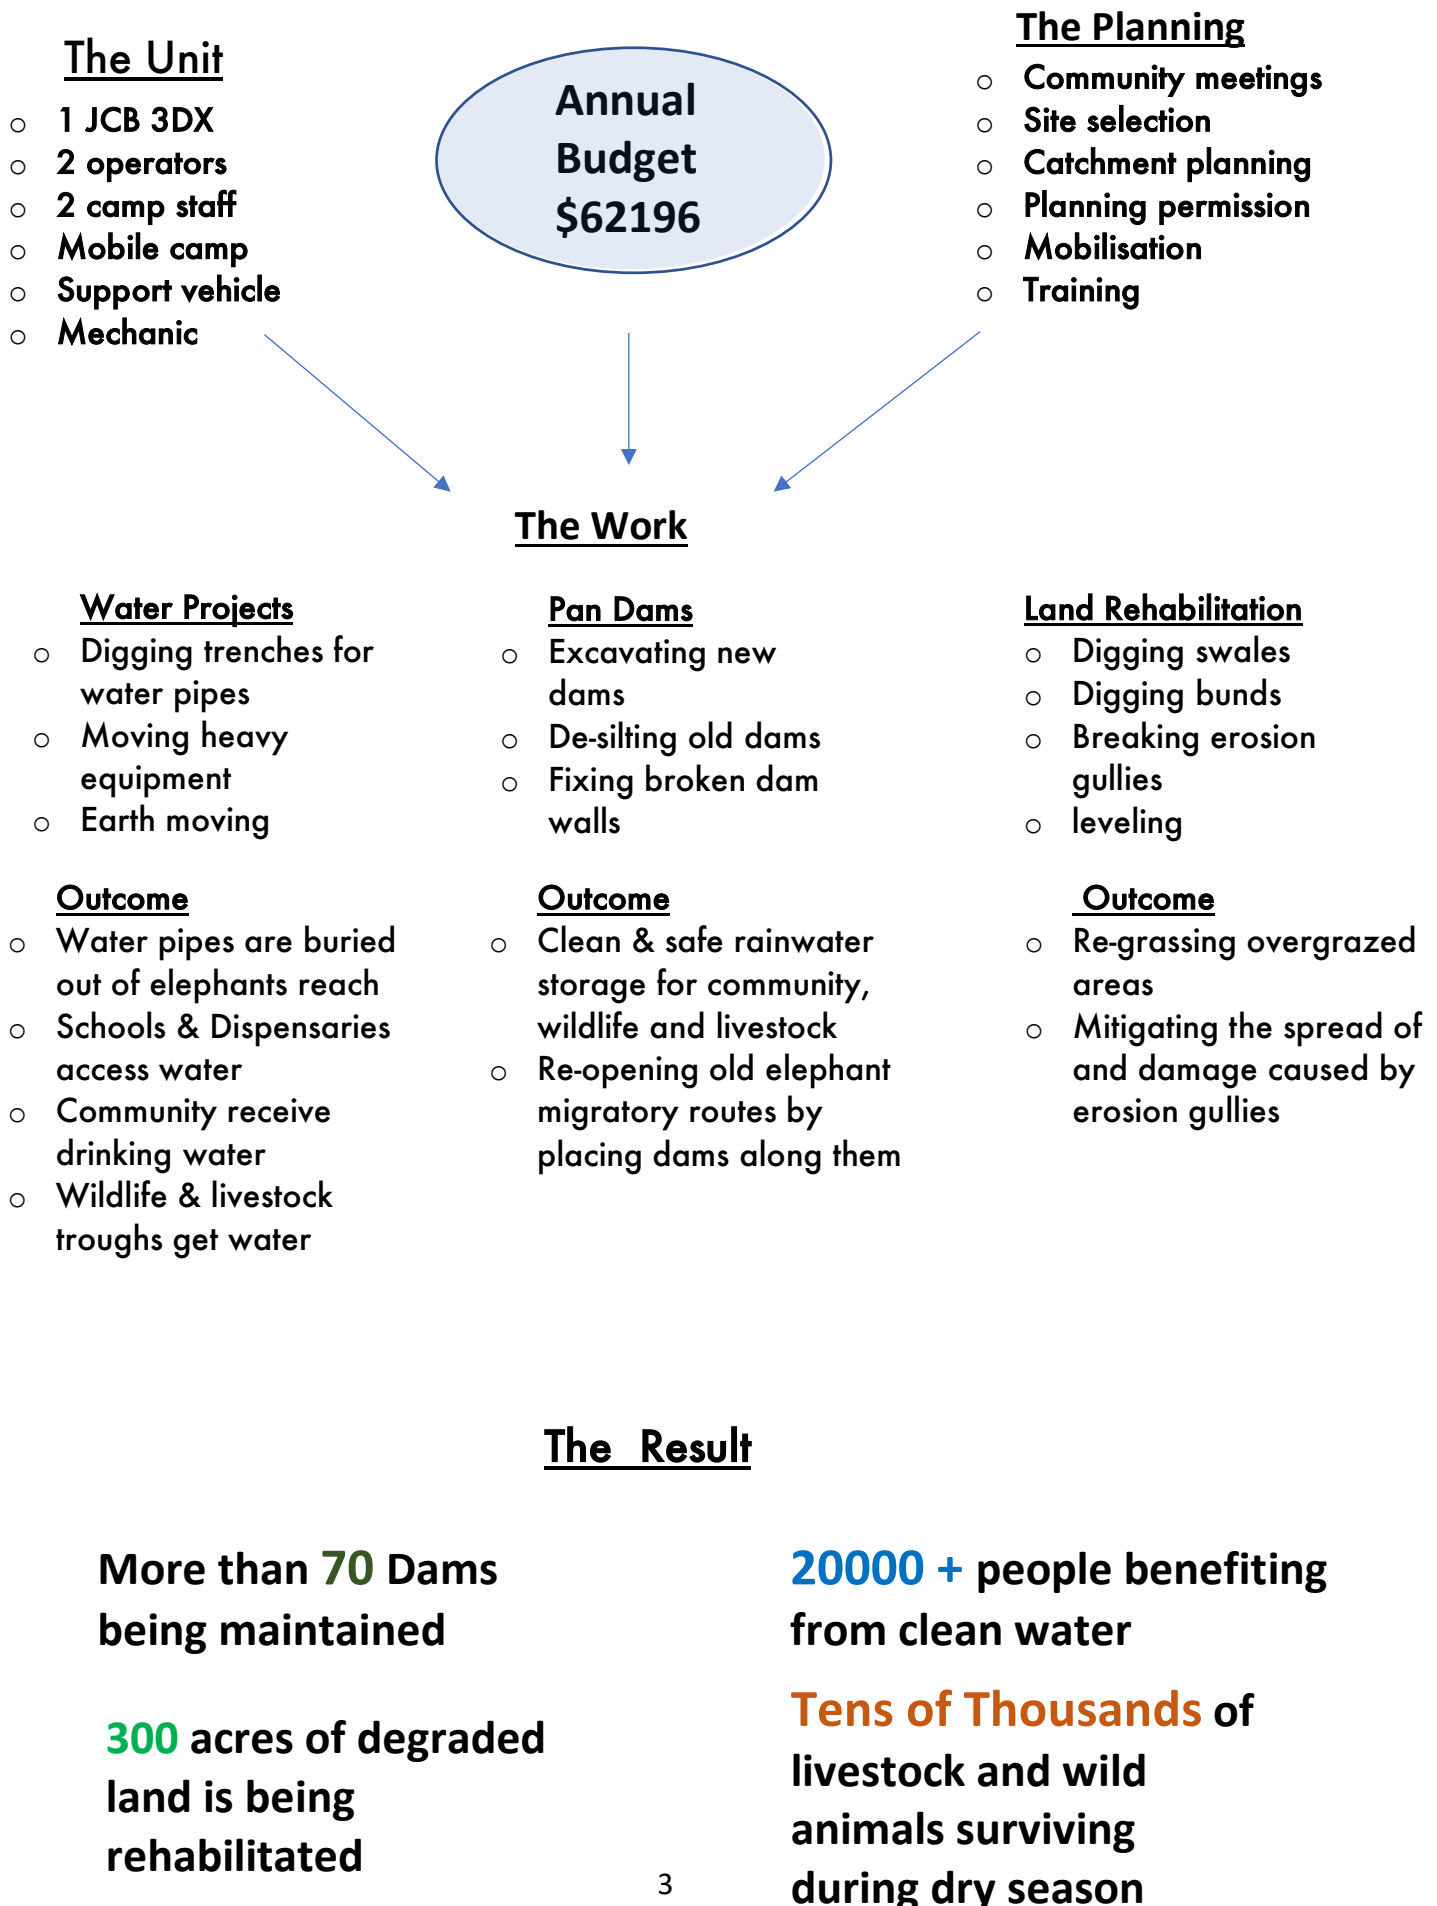 The Unit
○ 1 JCB 3DX
○ 2 operators
○ 2 camp staff
○ Mobile camp
○ Support vehicle
○ Mechanic
Annual
Budget
$62196
The Planning
○ Community meetings
○ Site selection
○ Catchment planning
○ Planning permission
○ Mobilisation
○ Training
The Work
Water Projects
○ Digging trenches for
water pipes
○ Moving heavy
equipment
○ Earth moving
Outcome
○ Water pipes are buried
out of elephants reach
○ Schools & Dispensaries
access water
○ Community receive
drinking water
○ Wildlife & livestock
troughs get water
Pan Dams
○ Excavating new
dams
○ De-silting old dams
○ Fixing broken dam
walls
Outcome
○ Clean & safe rainwater
storage for community,
wildlife and livestock
○ Re-opening old elephant
migratory routes by
placing dams along them
Land Rehabilitation
○ Digging swales
○ Digging bunds
○ Breaking erosion
gullies
○ leveling
Outcome
○ Re-grassing overgrazed
areas
○ Mitigating the spread of
and damage caused by
erosion gullies
The Result
More than 70 Dams
being maintained
300 acres of degraded
land is being
rehabilitated
20000 + people benefiting
from clean water
Tens of Thousands of
livestock and wild
animals surviving
during dry season
3